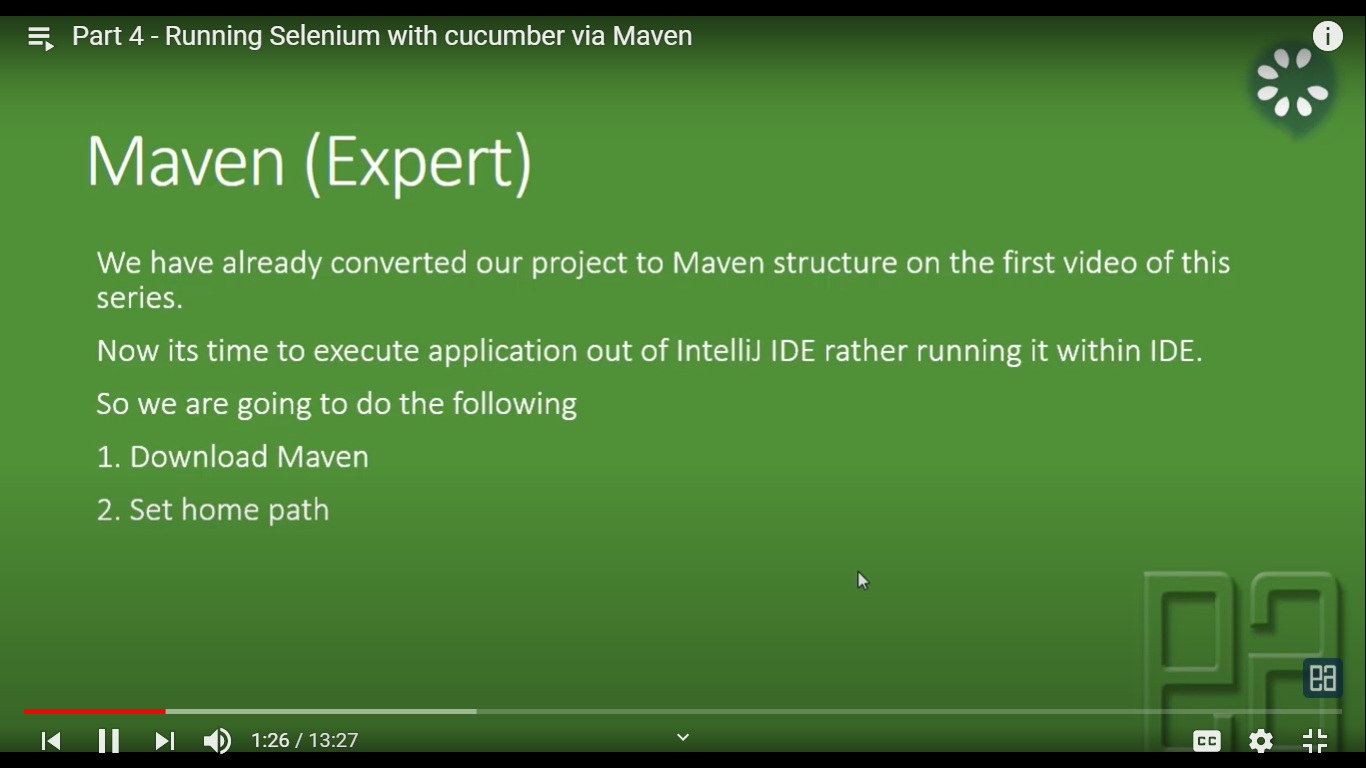 Part 4 - Running Selenium with cucumber via Maven
i
Maven (Expert)
We have already converted our project to Maven structure on the first video of this
series.
Now its time to execute application out of IntelliJ IDE rather running it within IDE.
So we are going to do the following
1. Download Maven
2. Set home path
1:26 / 13:27
CC